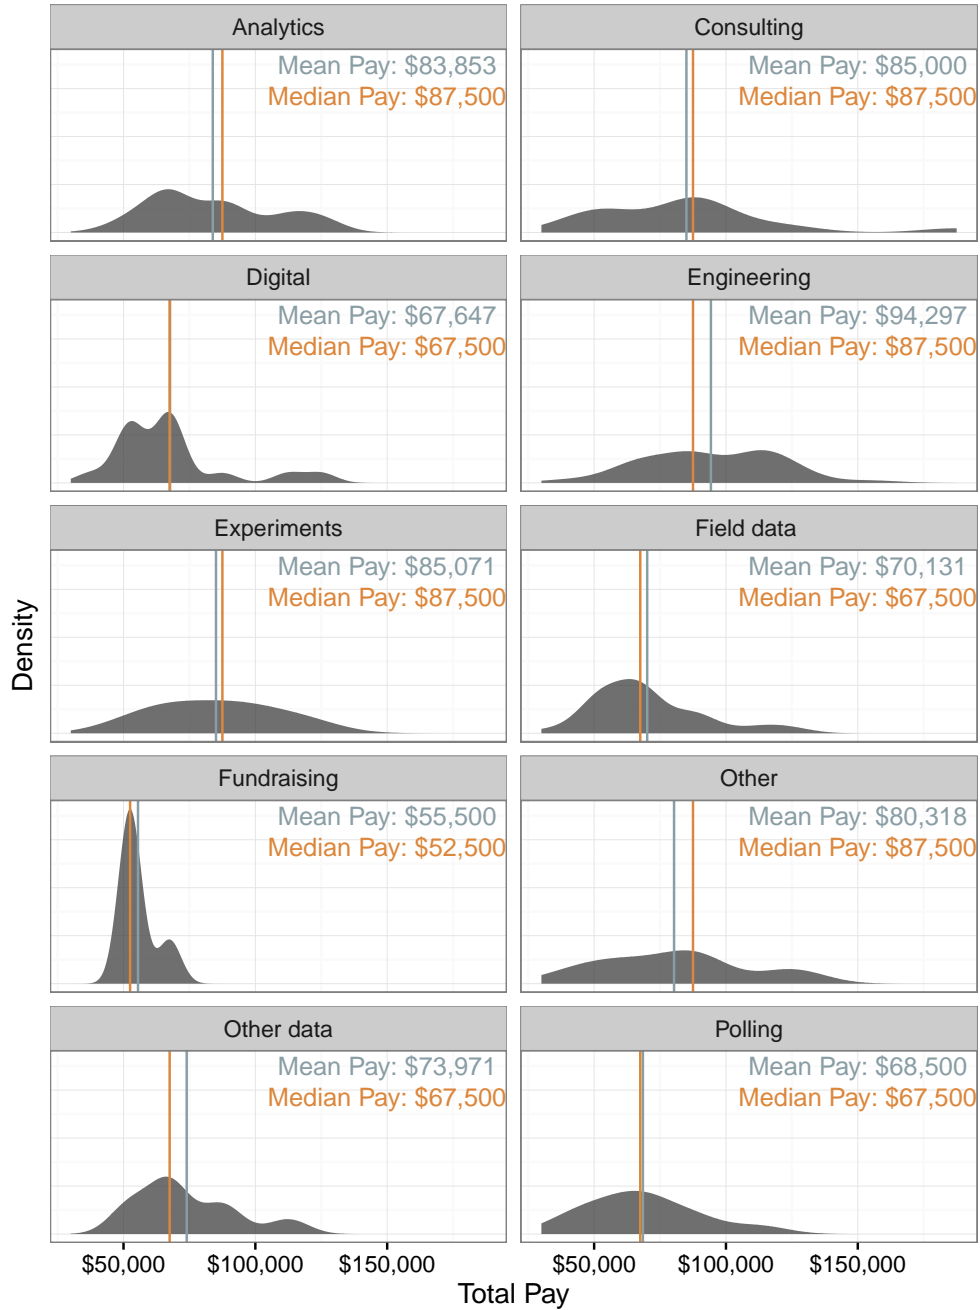 Analytics
Mean Pay: $83,853
Median Pay: $87,500
Consulting
Mean Pay: $85,000
Median Pay: $87,500
Digital
Mean Pay: $67,647
Median Pay: $67,500
Engineering
Mean Pay: $94,297
Median Pay: $87,500
Experiments
Mean Pay: $85,071
Median Pay: $87,500
Field data
Mean Pay: $70,131
Median Pay: $67,500
Fundraising
Mean Pay: $55,500
Median Pay: $52,500
Other
Mean Pay: $80,318
Median Pay: $87,500
Other data
Mean Pay: $73,971
Median Pay: $67,500
Polling
Mean Pay: $68,500
Median Pay: $67,500
Density
$50,000 $100,000 $150,000
$50,000 $100,000 $150,000
Total Pay